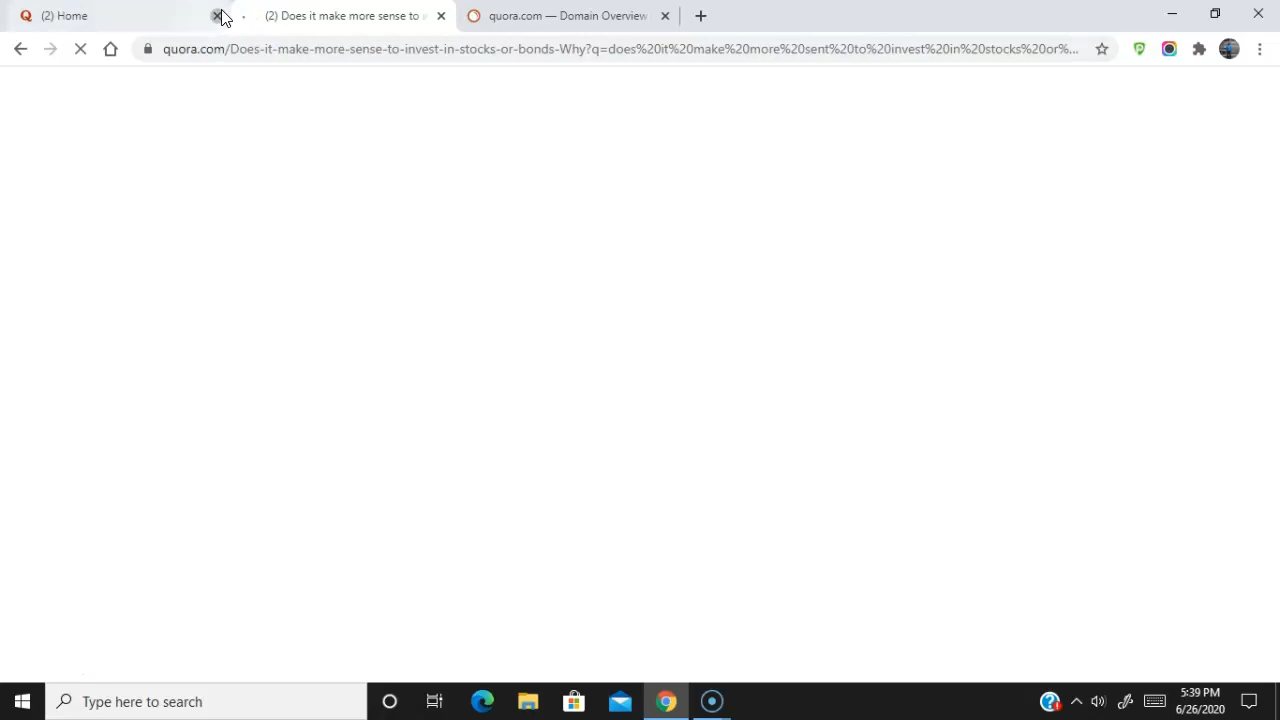 (2) Home
(2) Does it make more sense to
quora.com — Domain Overview
quora.com/Does-it-make-more-sense-to-invest-in-stocks-or-bonds-Why?q=does%20it%20make%20more%20sent%20to%20invest%20in%20stocks%20or%...
Type here to search
5:39 PM
6/26/2020